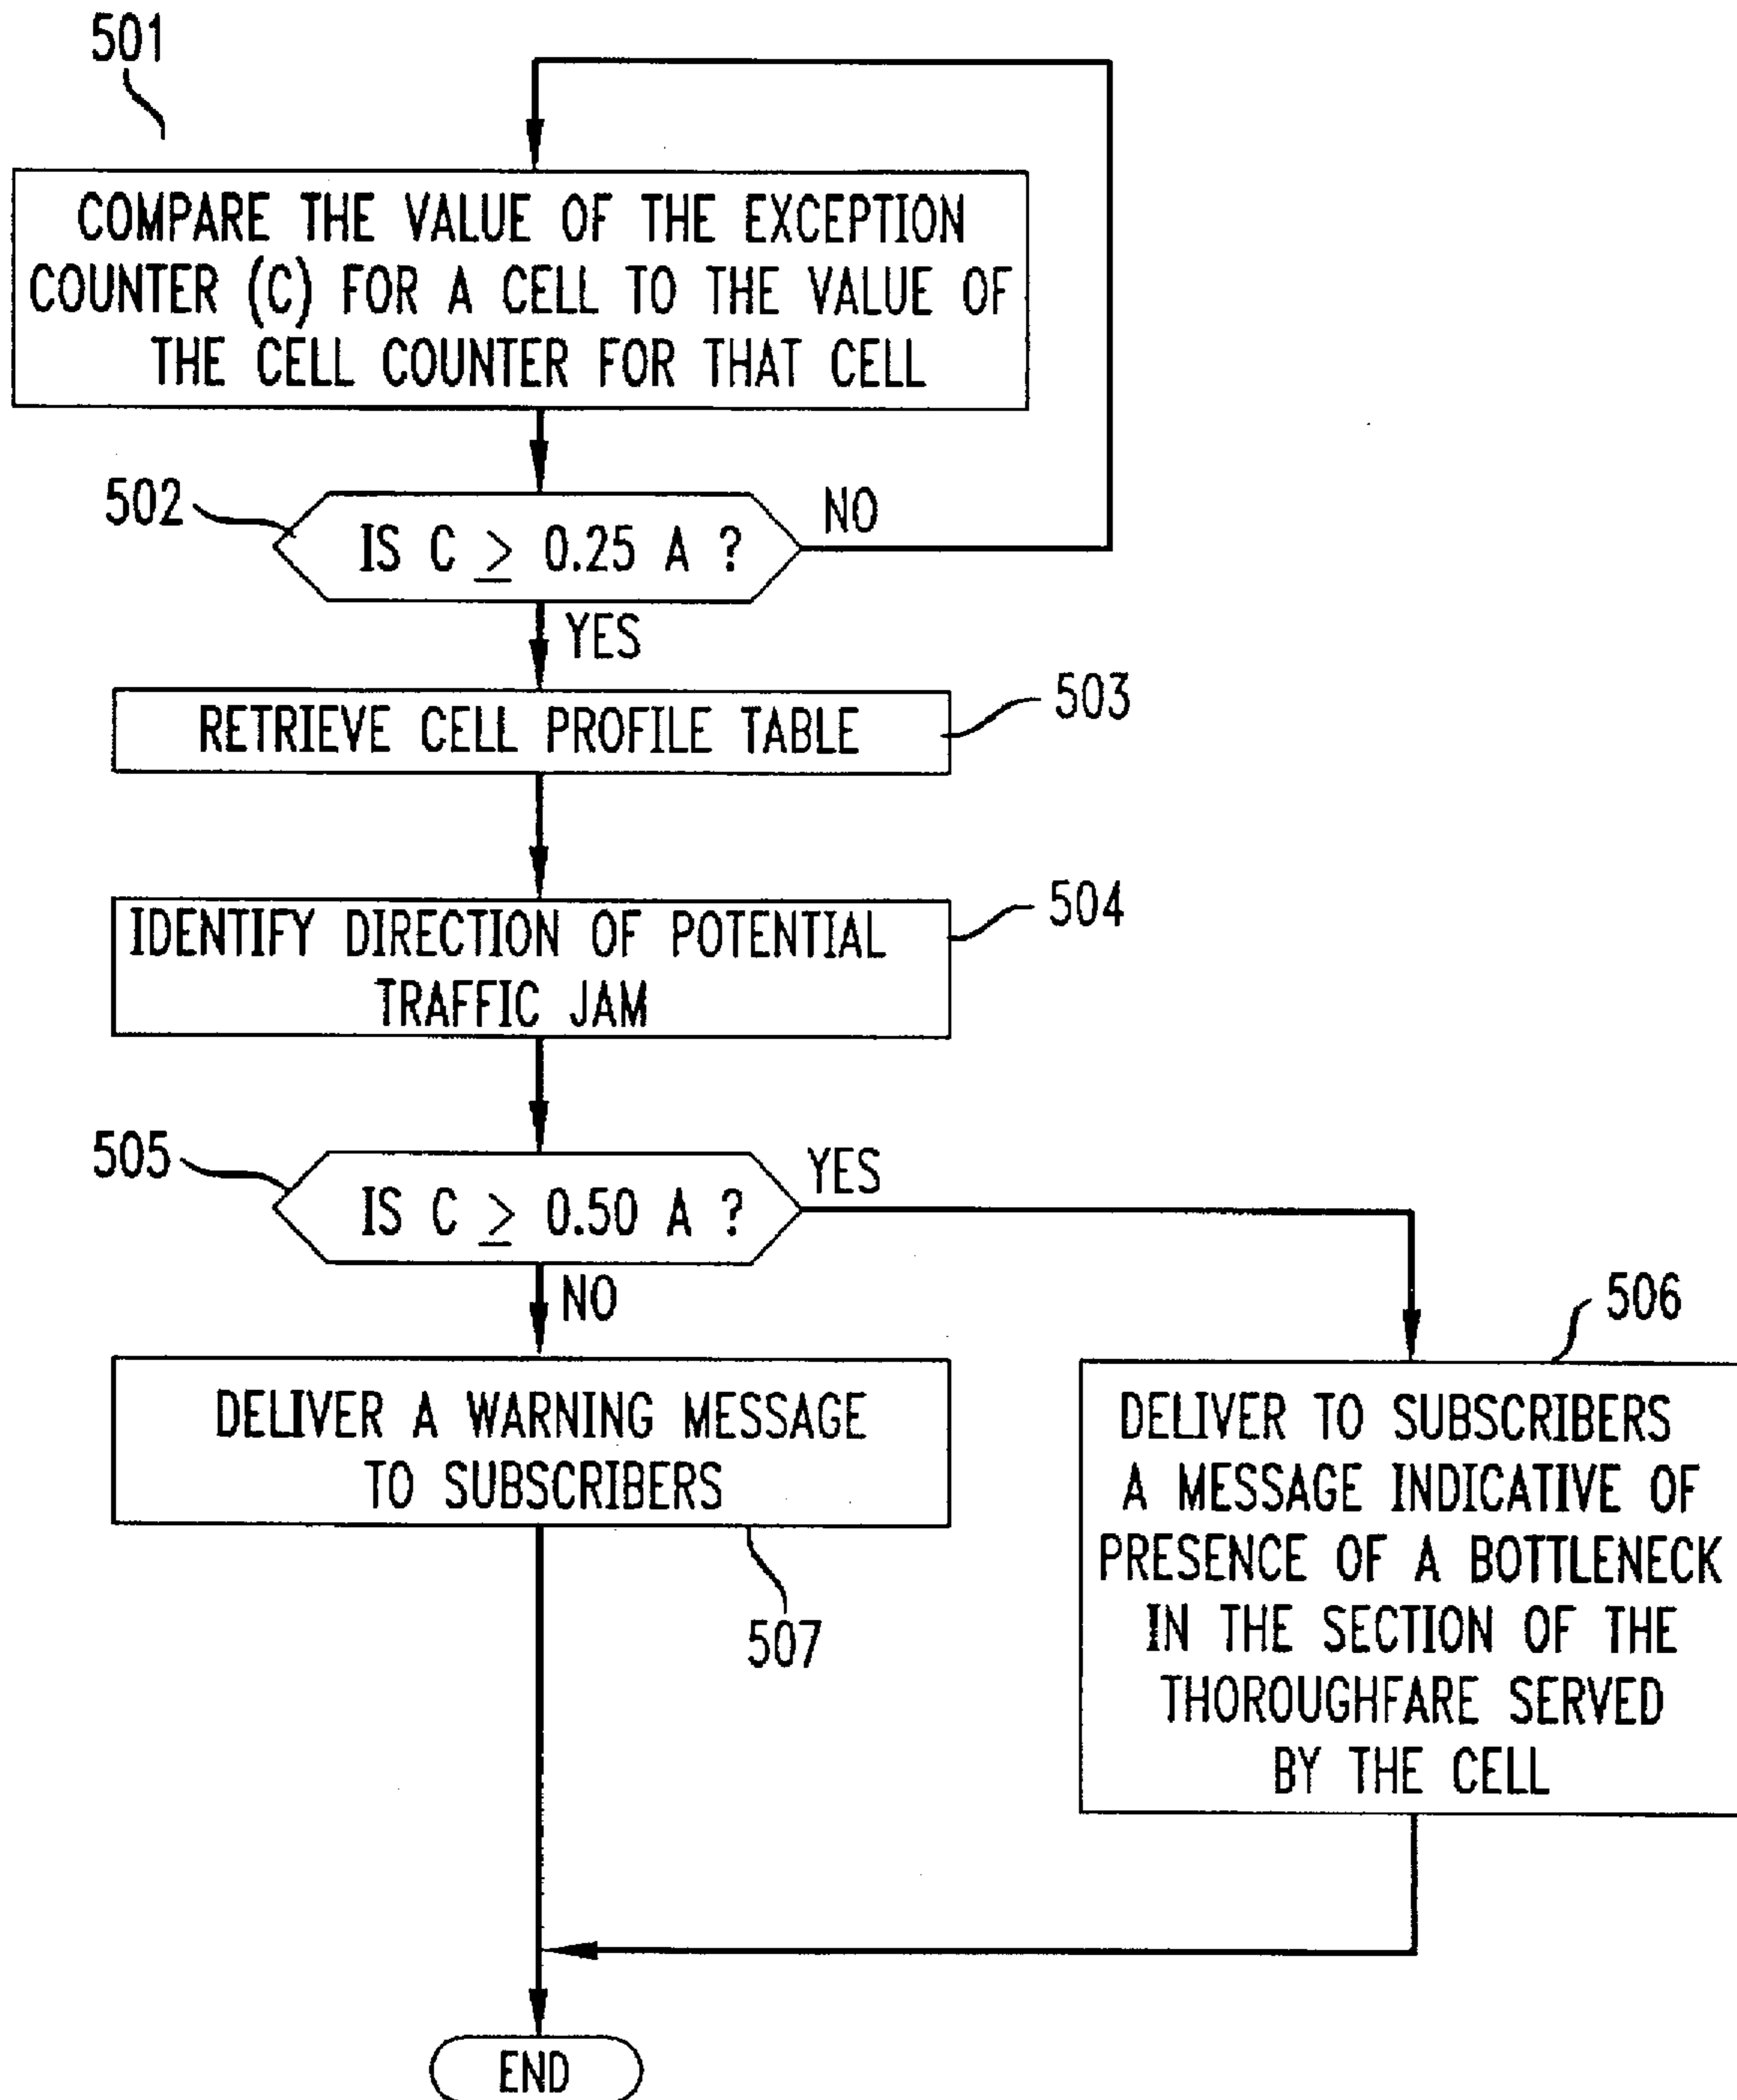 501
COMPARE THE VALUE OF THE EXCEPTION
COUNTER (C) FOR A CELL TO THE VALUE OF
THE CELL COUNTER FOR THAT CELL
502
IS C ≥ 0.25 A ?
NO
YES
RETRIEVE CELL PROFILE TABLE
503
IDENTIFY DIRECTION OF POTENTIAL
TRAFFIC JAM
504
505
IS C ≥ 0.50 A ?
YES
NO
506
DELIVER A WARNING MESSAGE
TO SUBSCRIBERS
507
DELIVER TO SUBSCRIBERS
A MESSAGE INDICATIVE OF
PRESENCE OF A BOTTLENECK
IN THE SECTION OF THE
THOROUGHFARE SERVED
BY THE CELL
END